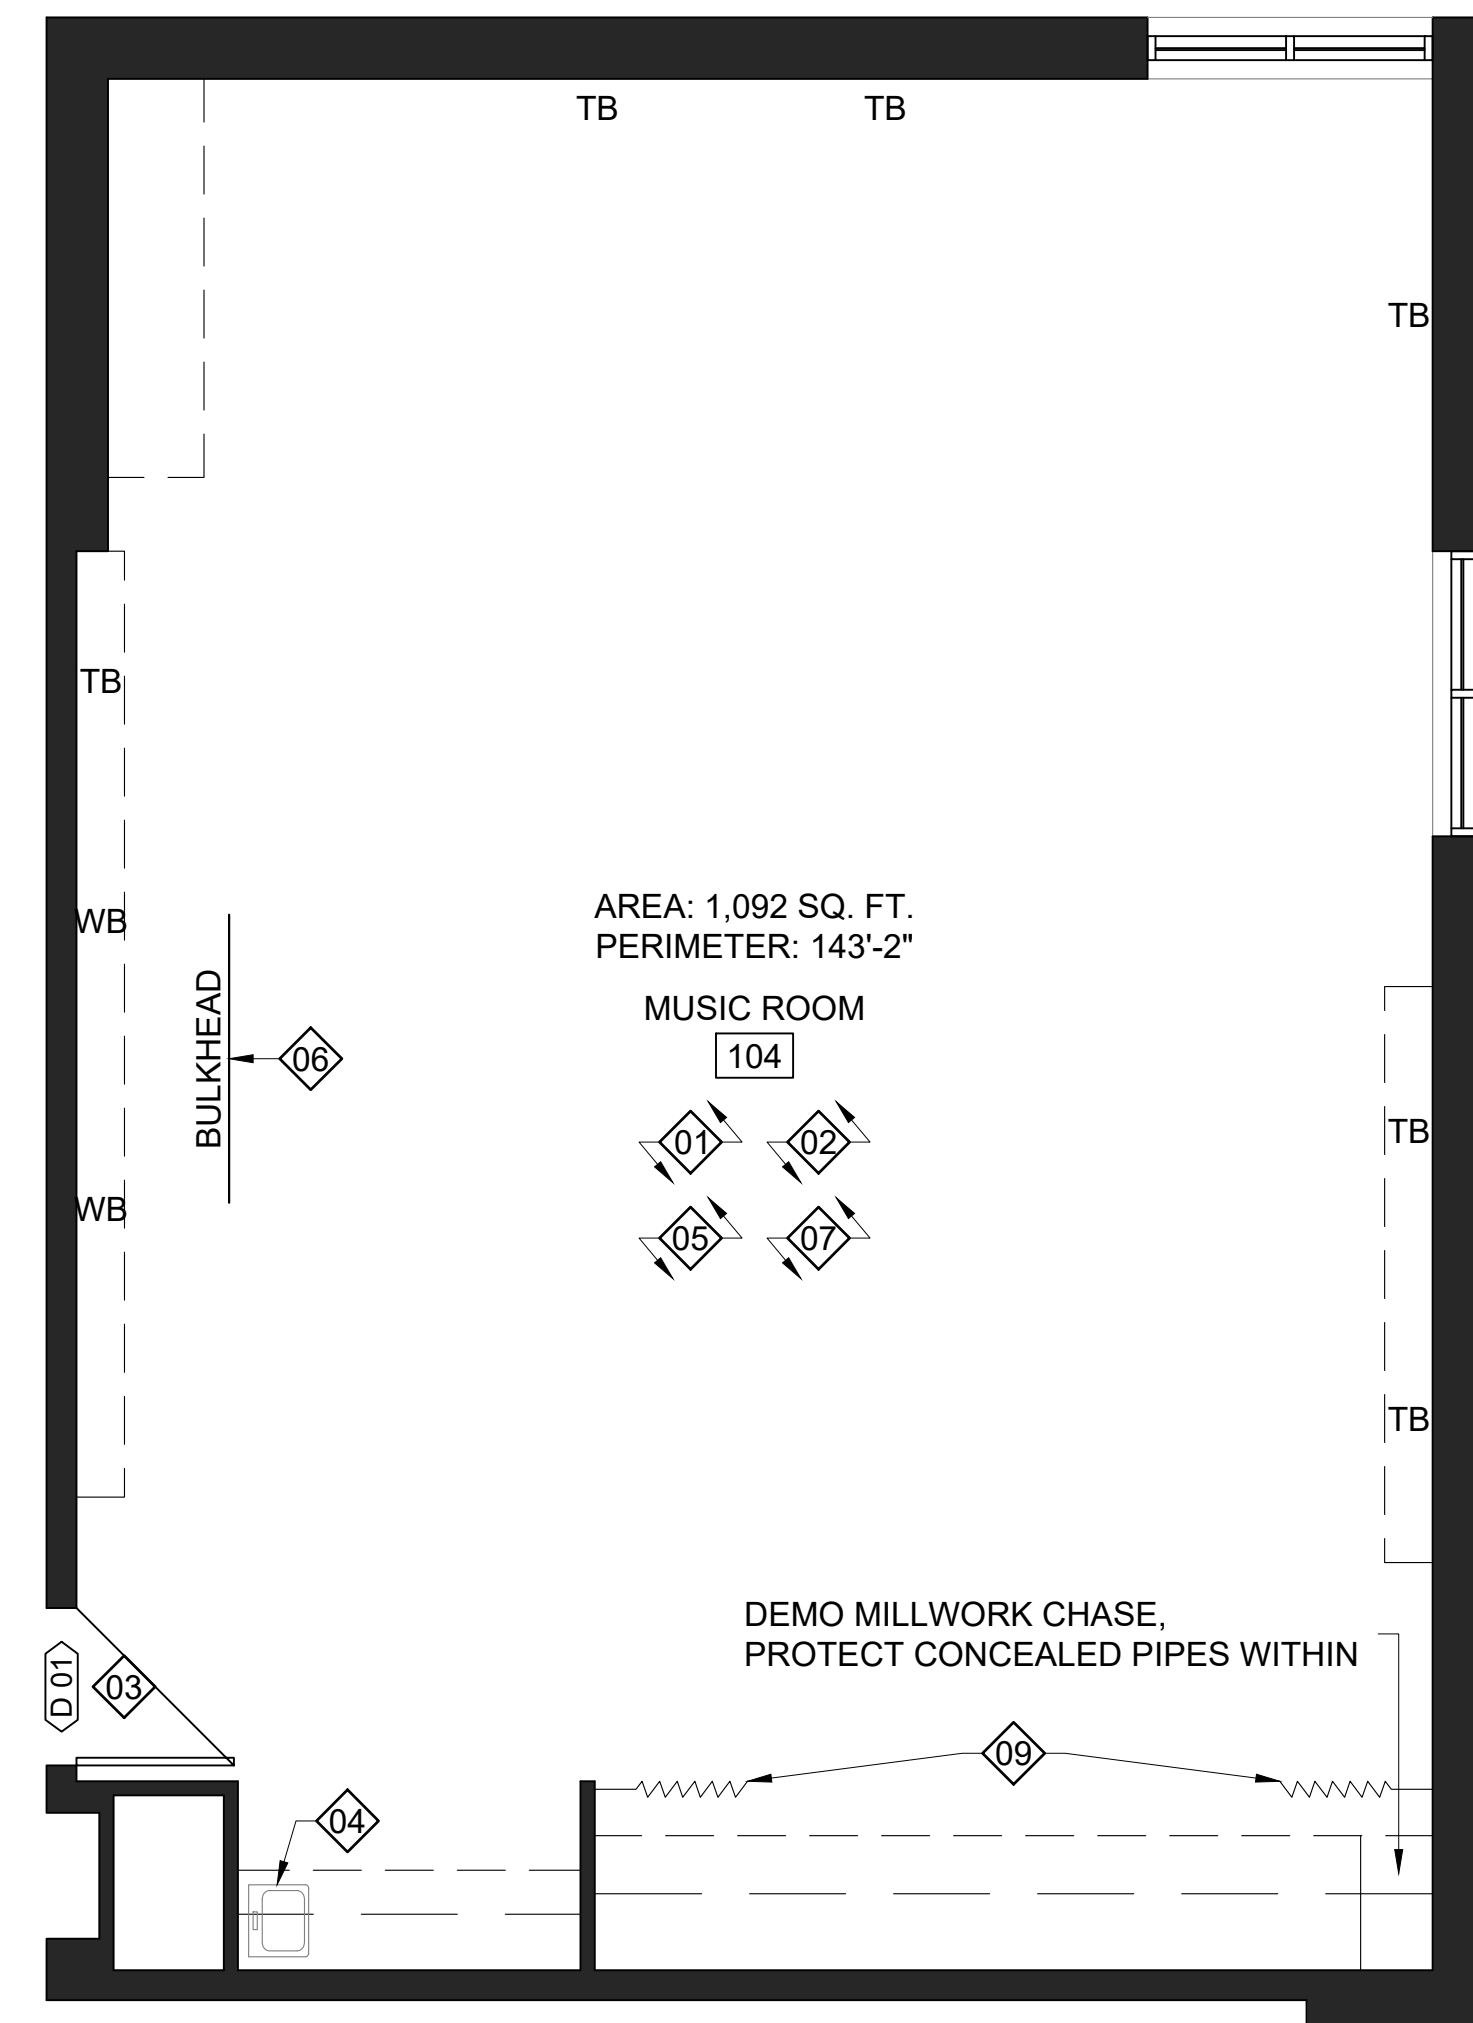 TB
TB
TB
TB
WB
AREA: 1,092 SQ. FT.
PERIMETER: 143'-2"
MUSIC ROOM
BULKHEAD
06
104
TB
01
02
WB
05
07
TB
DEMO MILLWORK CHASE,
PROTECT CONCEALED PIPES WITHIN
D 01
03
09
04